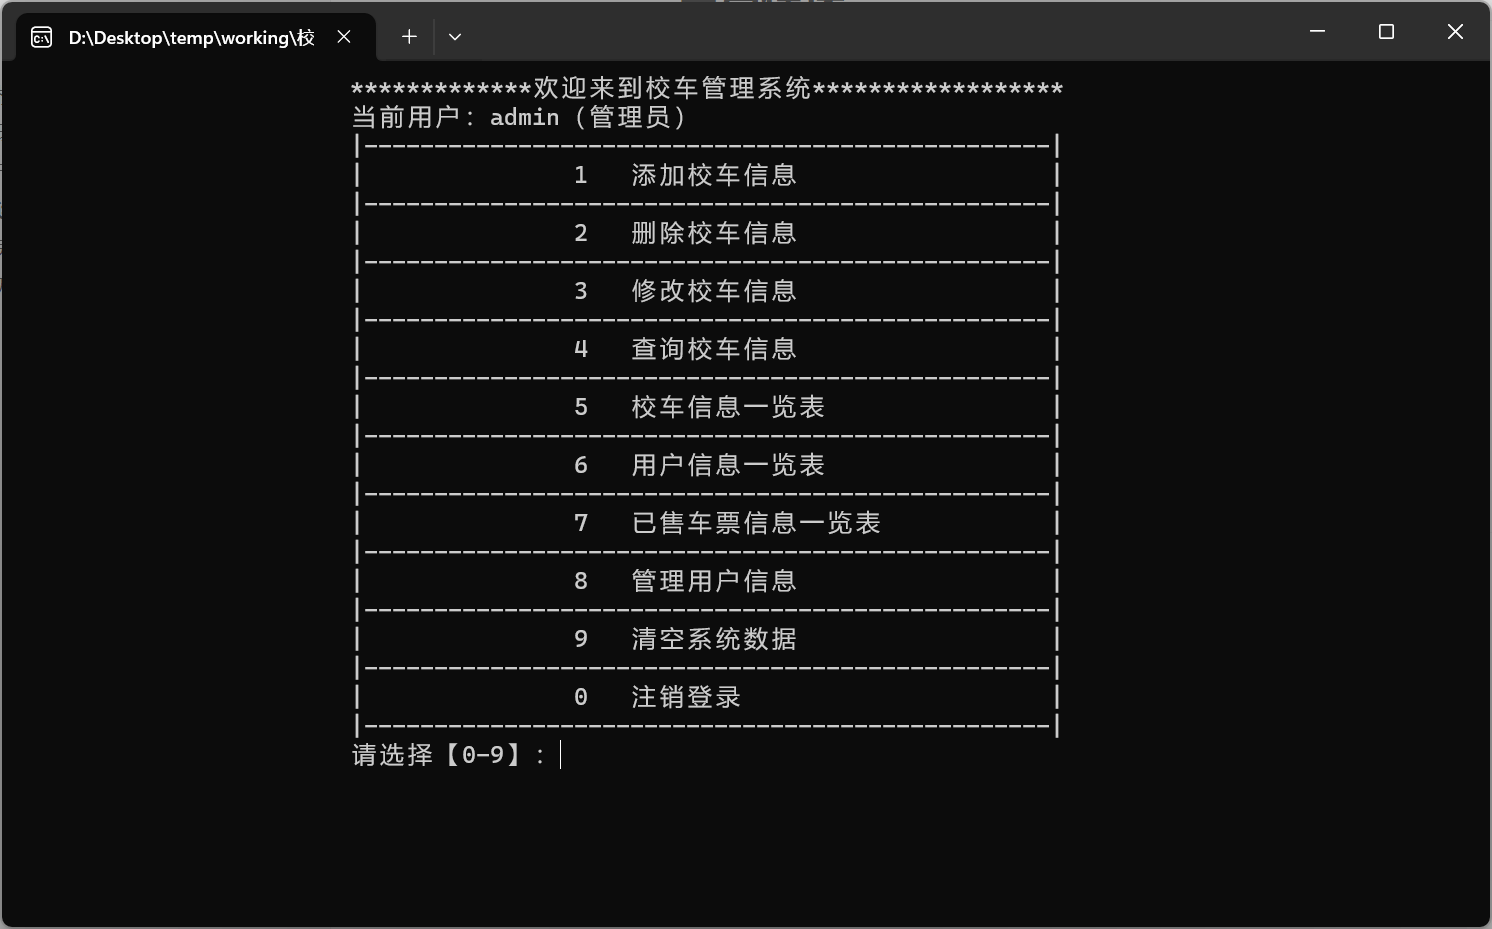 D:\Desktop\temp\working\校
*************欢迎来到校车管理系统******************
当前用户：admin（管理员）
|-------------------------------------------------|
| 1 添加校车信息 |
|-------------------------------------------------|
| 2 删除校车信息 |
|-------------------------------------------------|
| 3 修改校车信息 |
|-------------------------------------------------|
| 4 查询校车信息 |
|-------------------------------------------------|
| 5 校车信息一览表 |
|-------------------------------------------------|
| 6 用户信息一览表 |
|-------------------------------------------------|
| 7 已售车票信息一览表 |
|-------------------------------------------------|
| 8 管理用户信息 |
|-------------------------------------------------|
| 9 清空系统数据 |
|-------------------------------------------------|
| 0 注销登录 |
|-------------------------------------------------|
请选择【0-9】：